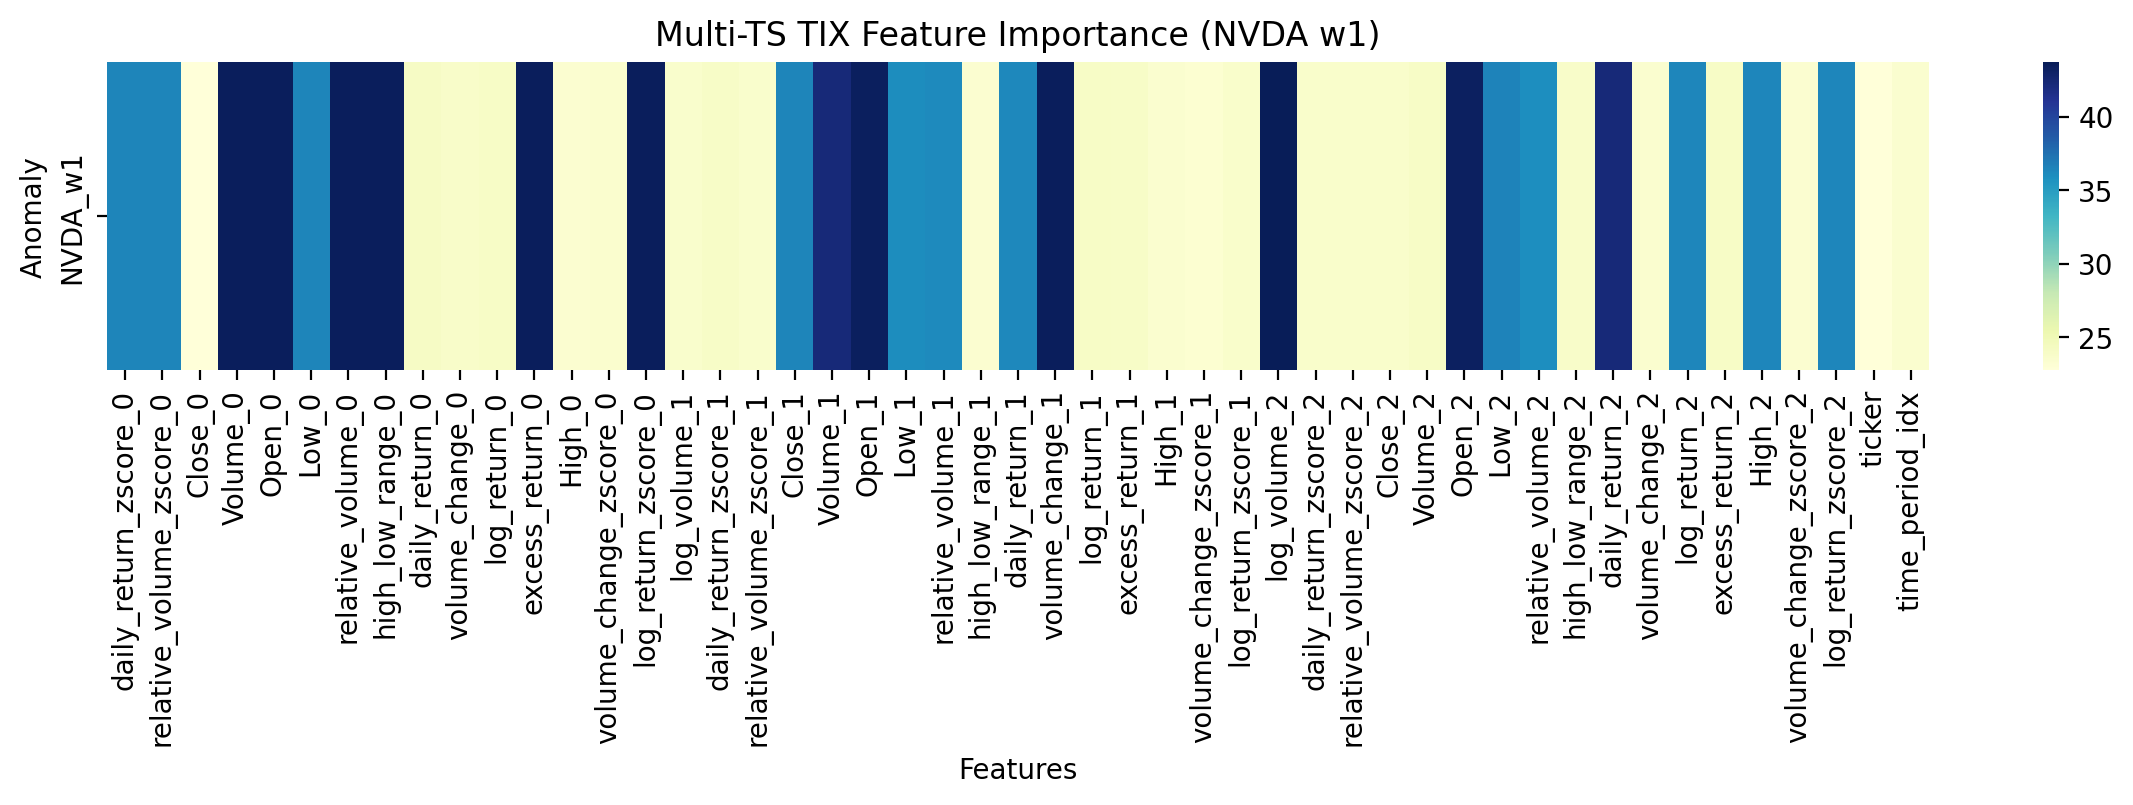 Multi-TS TIX Feature Importance (NVDA w1)
Anomaly
NVDA_w1
40
35
30
25
daily_return_zscore_0
relative_volume_zscore_0
Close_0
Volume_0
Open_0
Low_0
relative_volume_0
high_low_range_0
daily_return_0
volume_change_0
log_return_0
excess_return_0
High_0
volume_change_zscore_0
log_return_zscore_0
log_volume_1
daily_return_zscore_1
relative_volume_zscore_1
Close_1
Volume_1
Open_1
Low_1
relative_volume_1
high_low_range_1
daily_return_1
volume_change_1
log_return_1
excess_return_1
High_1
volume_change_zscore_1
log_return_zscore_1
log_volume_2
daily_return_zscore_2
relative_volume_zscore_2
Close_2
Volume_2
Open_2
Low_2
relative_volume_2
high_low_range_2
daily_return_2
volume_change_2
log_return_2
excess_return_2
High_2
volume_change_zscore_2
log_return_zscore_2
ticker
time_period_idx
Features